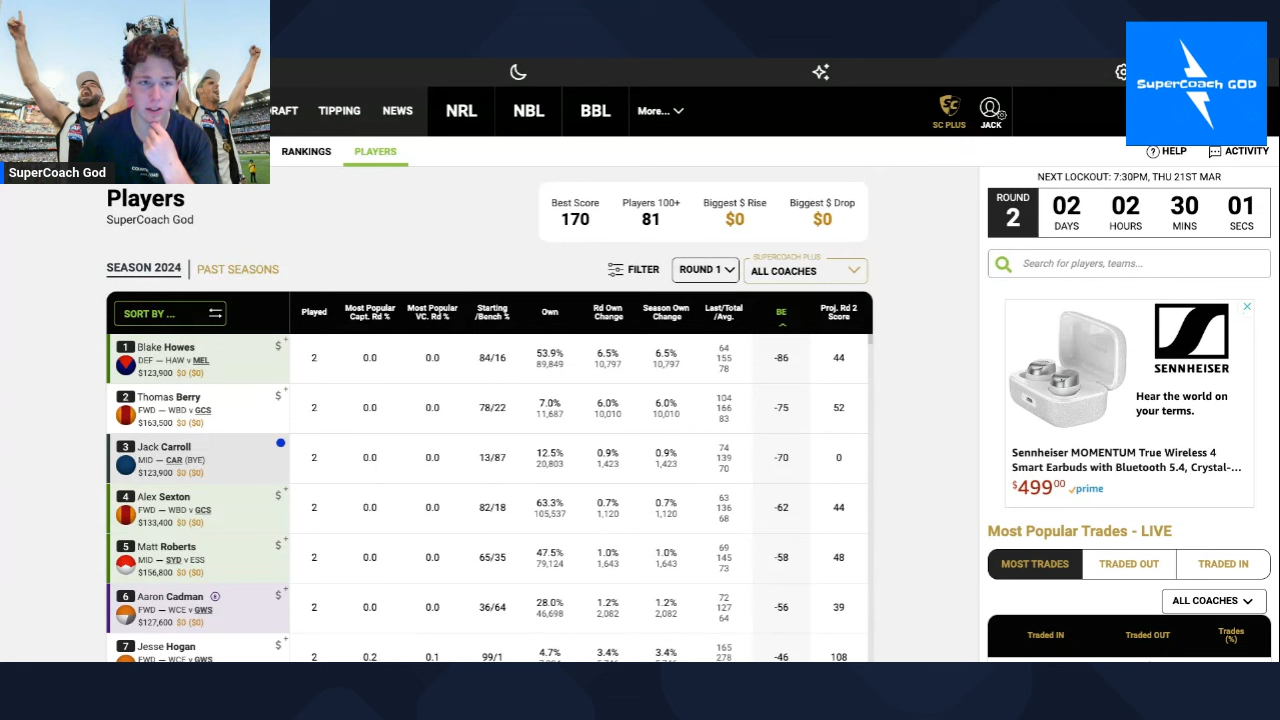 SuperCoach God
SuperCoach GOD
DRAFT TIPPING NEWS NRL NBL BBL More...
SC
SC PLUS JACK
RANKINGS PLAYERS
? HELP ACTIVITY
Players
SuperCoach God
Best Score Players 100+ Biggest $ Rise Biggest $ Drop
170 81 $0 $0
SEASON 2024 PAST SEASONS
FILTER ROUND 1 SUPERCOACH PLUS ALL COACHES
SORT BY ...
Played Most Popular Capt. Rd % Most Popular VC. Rd % Starting /Bench % Own Rd Own Change Season Own Change Last/Total /Avg. BE Proj. Rd 2 Score
1 Blake Howes $+
DEF — HAW v MEL
$123,900 $0 ($0)
2 0.0 0.0 84/16 53.9% 89,849 6.5% 10,797 6.5% 10,797 64 155 78 -86 44
2 Thomas Berry $+
FWD — WBD v GCS
$163,500 $0 ($0)
2 0.0 0.0 78/22 7.0% 11,687 6.0% 10,010 6.0% 10,010 104 166 83 -75 52
3 Jack Carroll
MID — CAR (BYE)
$123,900 $0 ($0)
2 0.0 0.0 13/87 12.5% 20,803 0.9% 1,423 0.9% 1,423 74 139 70 -70 0
4 Alex Sexton $+
FWD — WBD v GCS
$133,400 $0 ($0)
2 0.0 0.0 82/18 63.3% 105,537 0.7% 1,120 0.7% 1,120 63 136 68 -62 44
5 Matt Roberts $+
MID — SYD v ESS
$156,800 $0 ($0)
2 0.0 0.0 65/35 47.5% 79,124 1.0% 1,643 1.0% 1,643 69 145 73 -58 48
6 Aaron Cadman $+
FWD — WCE v GWS
$127,600 $0 ($0)
2 0.0 0.0 36/64 28.0% 46,698 1.2% 2,082 1.2% 2,082 72 127 64 -56 39
7 Jesse Hogan $+
FWD — WCE v GWS
2 0.2 0.1 99/1 4.7% 3.4% 3.4% 165 278 -46 108
NEXT LOCKOUT: 7:30PM, THU 21ST MAR
ROUND 2 02 DAYS 02 HOURS 30 MINS 01 SECS
Search for players, teams...
SENNHEISER
Hear the world on
your terms.
Sennheiser MOMENTUM True Wireless 4
Smart Earbuds with Bluetooth 5.4, Crystal-...
$49900 prime
Most Popular Trades - LIVE
MOST TRADES TRADED OUT TRADED IN
ALL COACHES
Traded IN Traded OUT Trades (%)